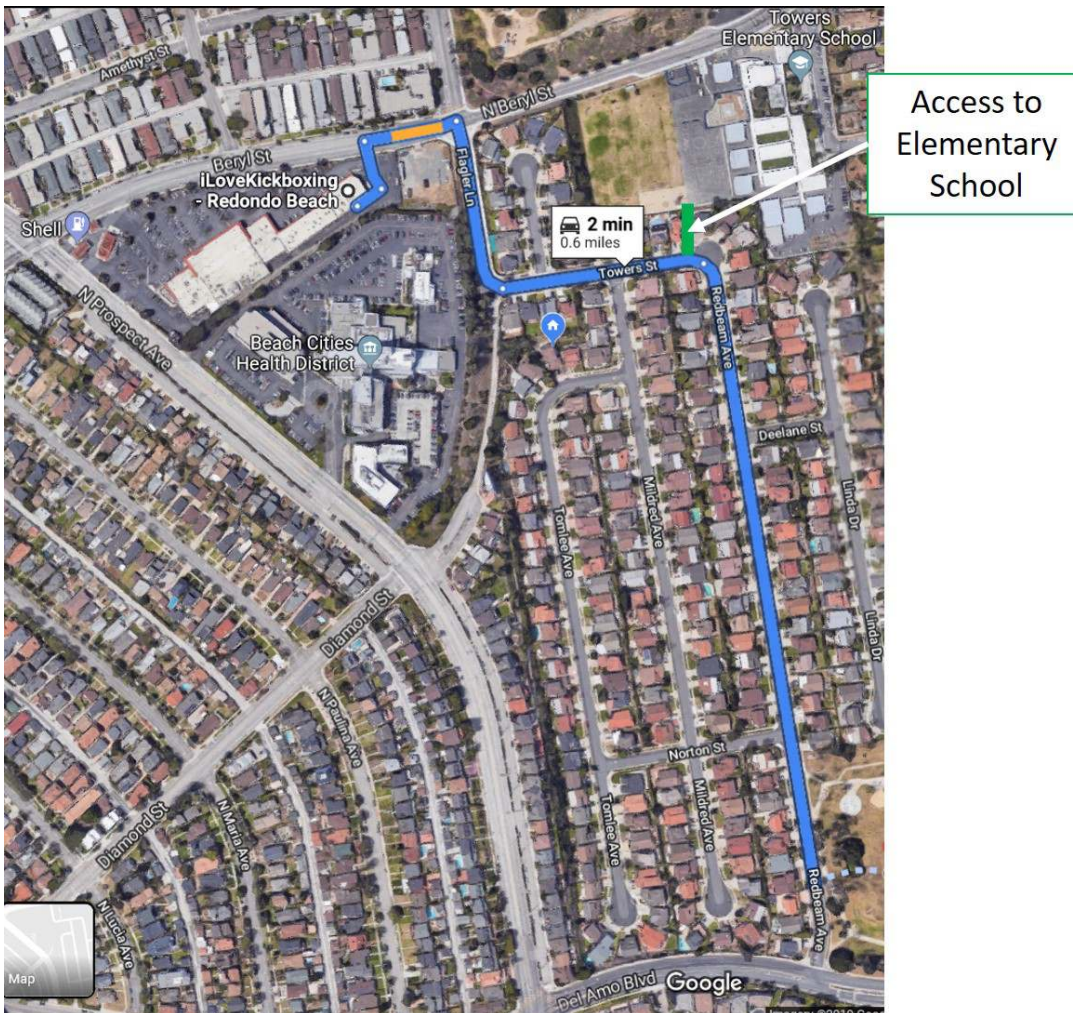 Towers
Elementary School
Amethyst St
N Beryl St
Access to
Elementary
School
Beryl St
iLoveKickboxing
- Redondo Beach
Flagler Ln
Shell
2 min
0.6 miles
Towers St
N Prospect Ave
Redbeam Ave
Beach Cities
Health District
Deelane St
Linda Dr
Mildred Ave
Tomlee Ave
Linda Dr
Diamond St
N Paulina Ave
Norton St
Mildred Ave
Tomlee Ave
N Maria Ave
Diamond St
Redbeam Ave
N Lucia Ave
Map
Del Amo Blvd
Google